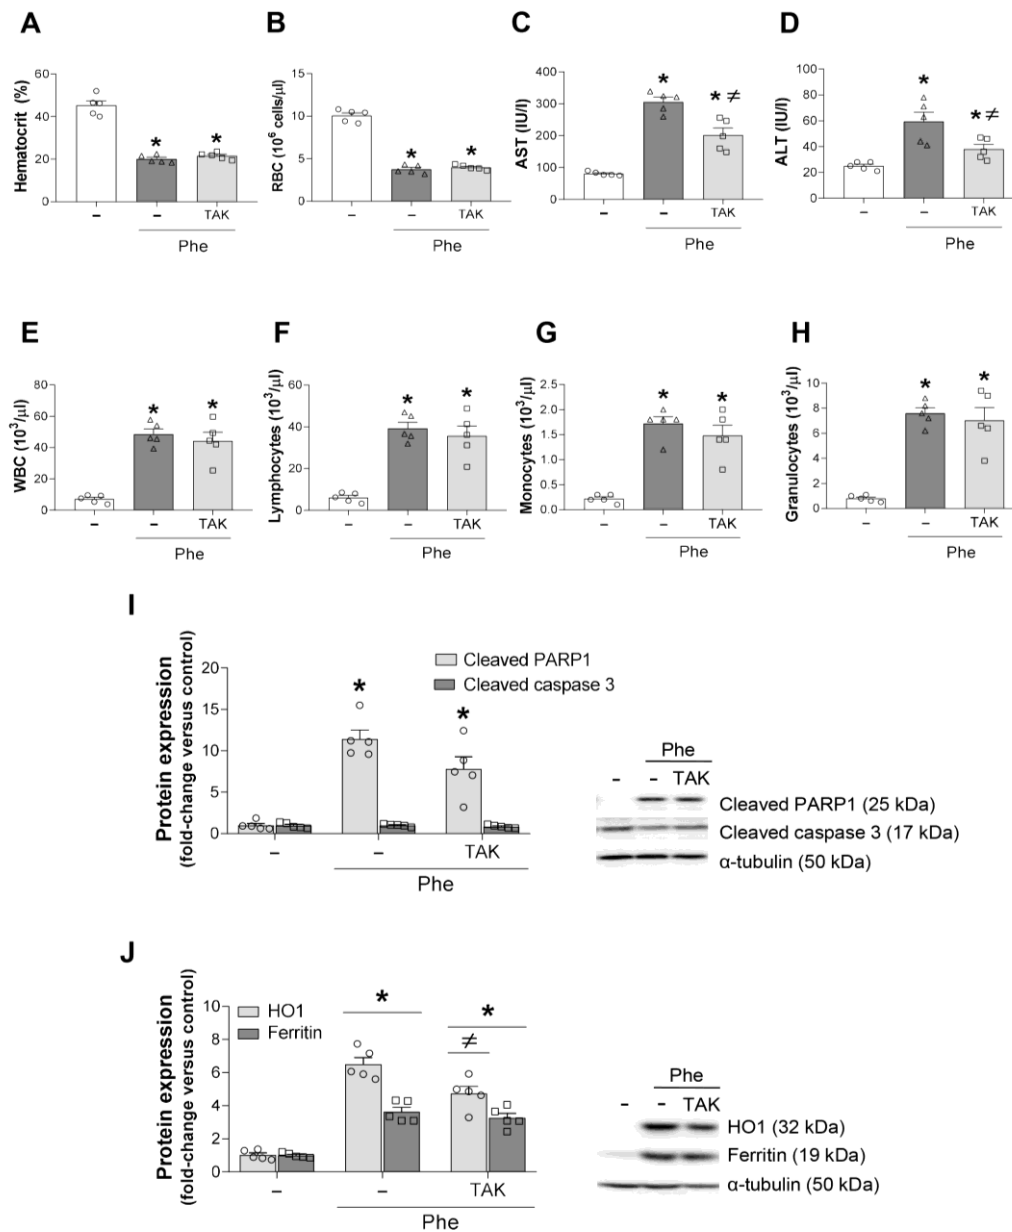 A
Hematocrit (%)
60
40
20
0
–
–
TAK
Phe
B
RBC (10⁶ cells/µl)
15
10
5
0
–
–
TAK
Phe
C
AST (IU/l)
400
300
200
100
0
*
* ≠
–
–
TAK
Phe
D
ALT (IU/l)
100
80
60
40
20
0
*
* ≠
–
–
TAK
Phe
E
WBC (10³/µl)
80
60
40
20
0
*
*
–
–
TAK
Phe
F
Lymphocytes (10³/µl)
60
40
20
0
*
*
–
–
TAK
Phe
G
Monocytes (10³/µl)
2.5
2.0
1.5
1.0
0.5
0.0
*
*
–
–
TAK
Phe
H
Granulocytes (10³/µl)
10
8
6
4
2
0
*
*
–
–
TAK
Phe
I
Protein expression
(fold-change versus control)
20
15
10
5
0
Cleaved PARP1
Cleaved caspase 3
*
*
–
–
TAK
Phe
Phe
– – TAK
Cleaved PARP1 (25 kDa)
Cleaved caspase 3 (17 kDa)
α-tubulin (50 kDa)
J
Protein expression
(fold-change versus control)
10
8
6
4
2
0
HO1
Ferritin
*
*
≠
–
–
TAK
Phe
Phe
– – TAK
HO1 (32 kDa)
Ferritin (19 kDa)
α-tubulin (50 kDa)